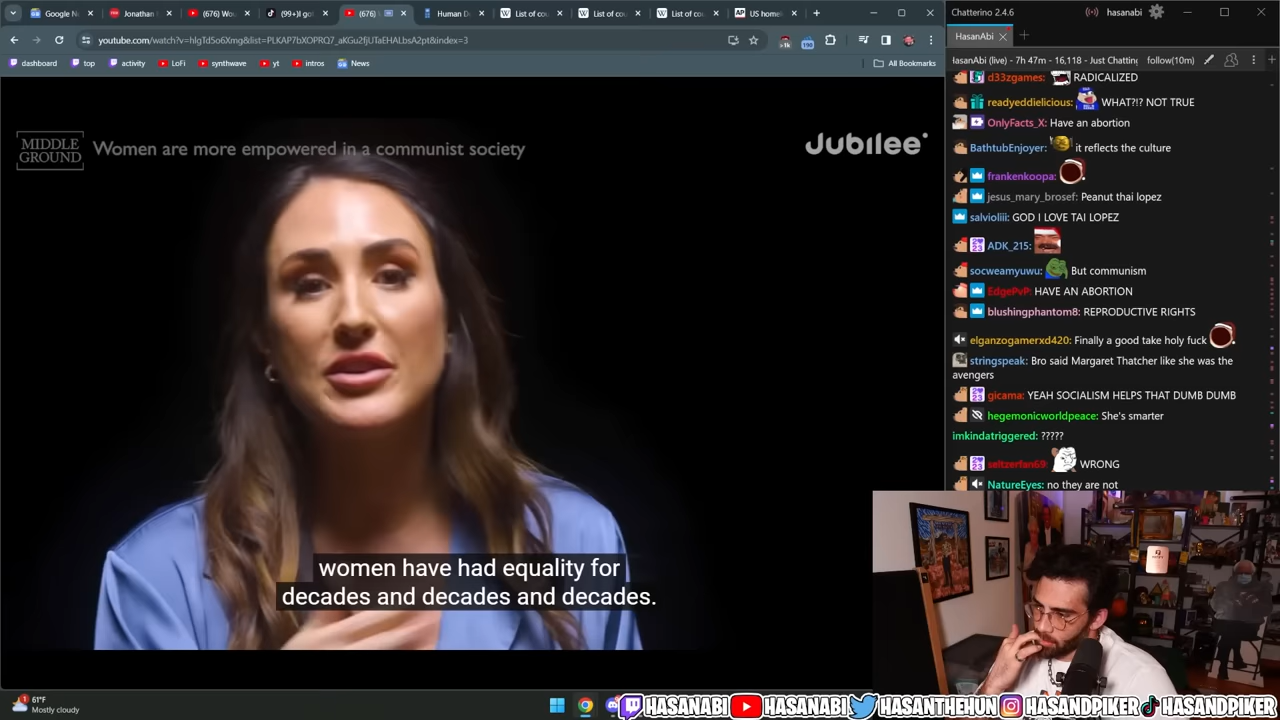 Google N
Jonathan
(676) Wou
(99+) I go
(676)
Human D
List of cou
List of cou
List of co
US home
youtube.com/watch?v=hIgTdSo6Xmg&list=PLKAP7bXOPRQ7_aKGu2fjUTaEHALbsA2pt&index=3
dashboard
top
activity
LoFi
synthwave
yt
intros
News
All Bookmarks
MIDDLE
GROUND
Women are more empowered in a communist society
Jubilee
women have had equality for
decades and decades and decades.
Chatterino 2.4.6
hasanabi
HasanAbi
HasanAbi (live) - 7h 47m - 16,118 - Just Chatting
follow(10m)
d33zgames: RADICALIZED
readyeddielicious: WHAT?!? NOT TRUE
OnlyFacts_X: Have an abortion
BathtubEnjoyer: it reflects the culture
frankenkoopa:
jesus_mary_brosef: Peanut thai lopez
salvioliii: GOD I LOVE TAI LOPEZ
ADK_215:
socweamyuwu: But communism
EdgePvP: HAVE AN ABORTION
blushingphantom8: REPRODUCTIVE RIGHTS
elganzogamerxd420: Finally a good take holy fuck
stringspeak: Bro said Margaret Thatcher like she was the
avengers
gicama: YEAH SOCIALISM HELPS THAT DUMB DUMB
hegemonicworldpeace: She's smarter
imkindatriggered: ?????
seltzerfan69: WRONG
NatureEyes: no they are not
61°F
Mostly cloudy
HASANABI
HASANABI
HASANTHEHUN
HASANDPIKER
HASANDPIKER